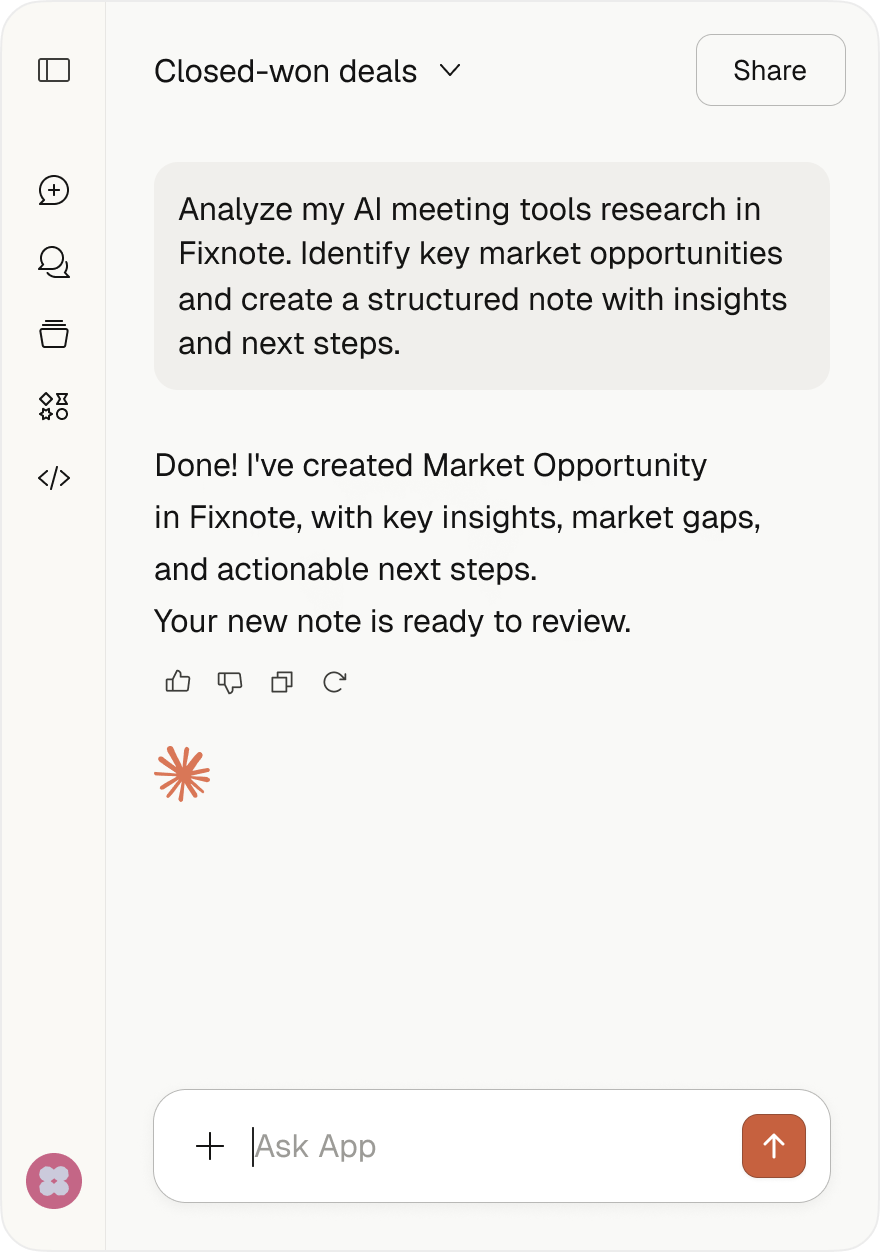 Closed-won deals
Share
Analyze my AI meeting tools research in
Fixnote. Identify key market opportunities
and create a structured note with insights
and next steps.
Done! I've created Market Opportunity
in Fixnote, with key insights, market gaps,
and actionable next steps.
Your new note is ready to review.
Ask App